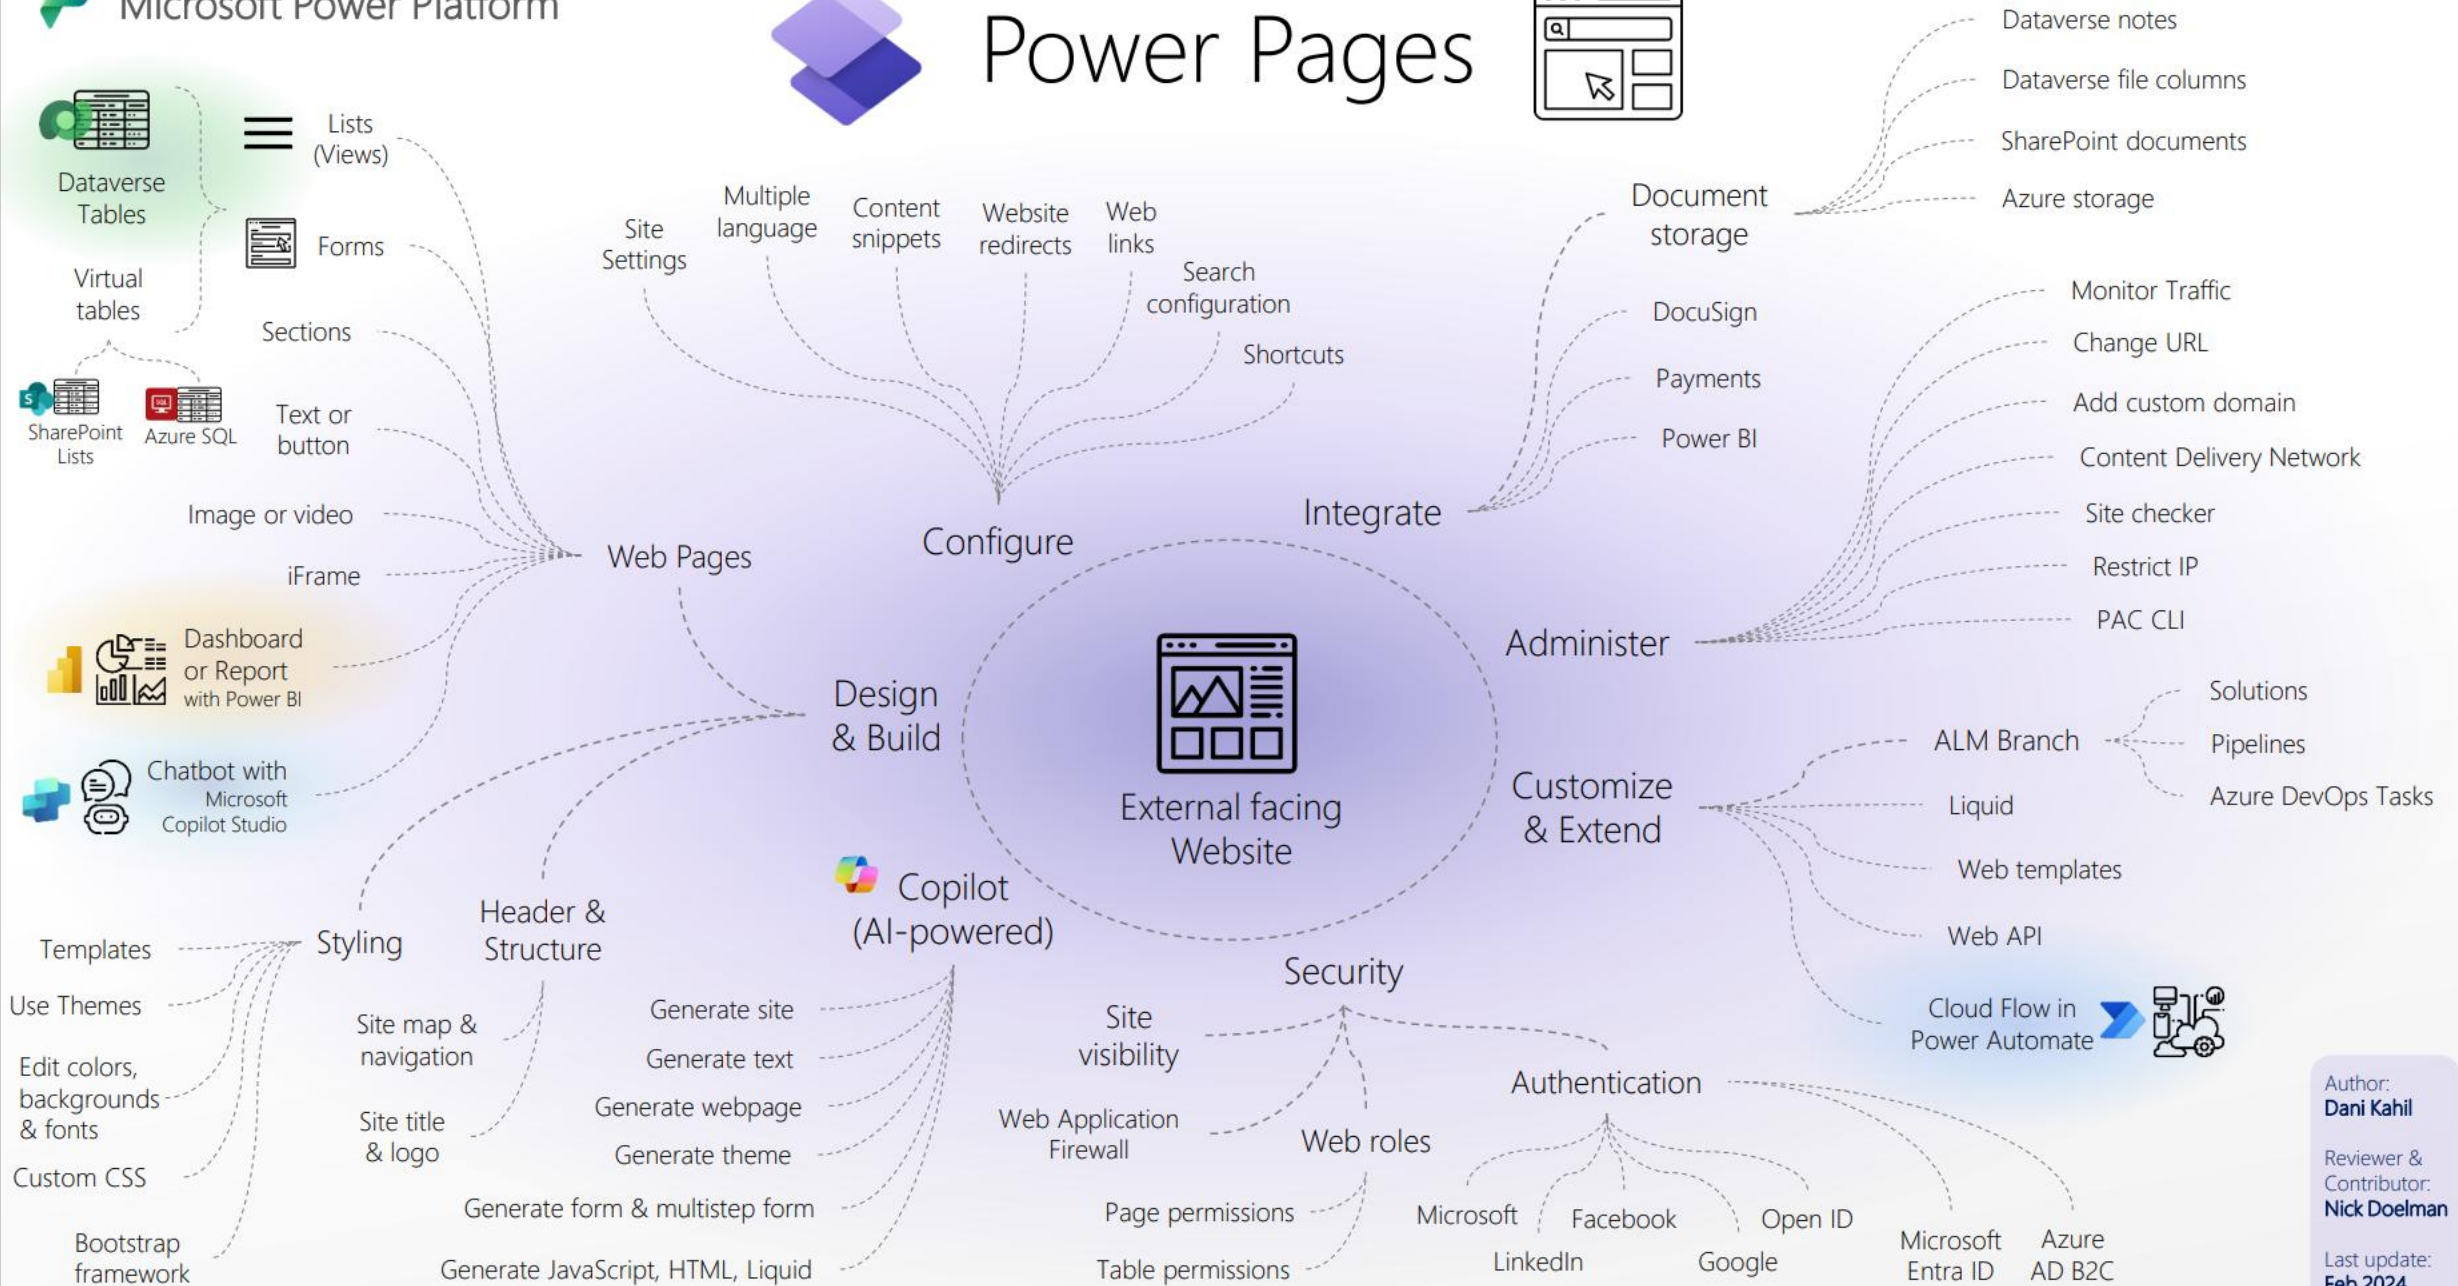 Microsoft Power Platform
Power Pages
Dataverse
Tables
Virtual
tables
SharePoint
Lists
SQL
Azure SQL
Lists
(Views)
Forms
Sections
Text or
button
Image or video
iFrame
Dashboard
or Report
with Power BI
Chatbot with
Microsoft
Copilot Studio
Web Pages
Site
Settings
Multiple
language
Content
snippets
Website
redirects
Web
links
Search
configuration
Shortcuts
Configure
Integrate
Document
storage
Dataverse notes
Dataverse file columns
SharePoint documents
Azure storage
DocuSign
Payments
Power BI
Administer
Monitor Traffic
Change URL
Add custom domain
Content Delivery Network
Site checker
Restrict IP
PAC CLI
Design
& Build
External facing
Website
Customize
& Extend
ALM Branch
Solutions
Pipelines
Azure DevOps Tasks
Liquid
Web templates
Web API
Cloud Flow in
Power Automate
Styling
Templates
Use Themes
Edit colors,
backgrounds
& fonts
Custom CSS
Bootstrap
framework
Header &
Structure
Site map &
navigation
Site title
& logo
Copilot
(AI-powered)
Generate site
Generate text
Generate webpage
Generate theme
Generate form & multistep form
Generate JavaScript, HTML, Liquid
Security
Site
visibility
Web Application
Firewall
Web roles
Page permissions
Table permissions
Authentication
Microsoft
LinkedIn
Facebook
Google
Open ID
Microsoft
Entra ID
Azure
AD B2C
Author:
Dani Kahil
Reviewer &
Contributor:
Nick Doelman
Last update:
Feb 2024